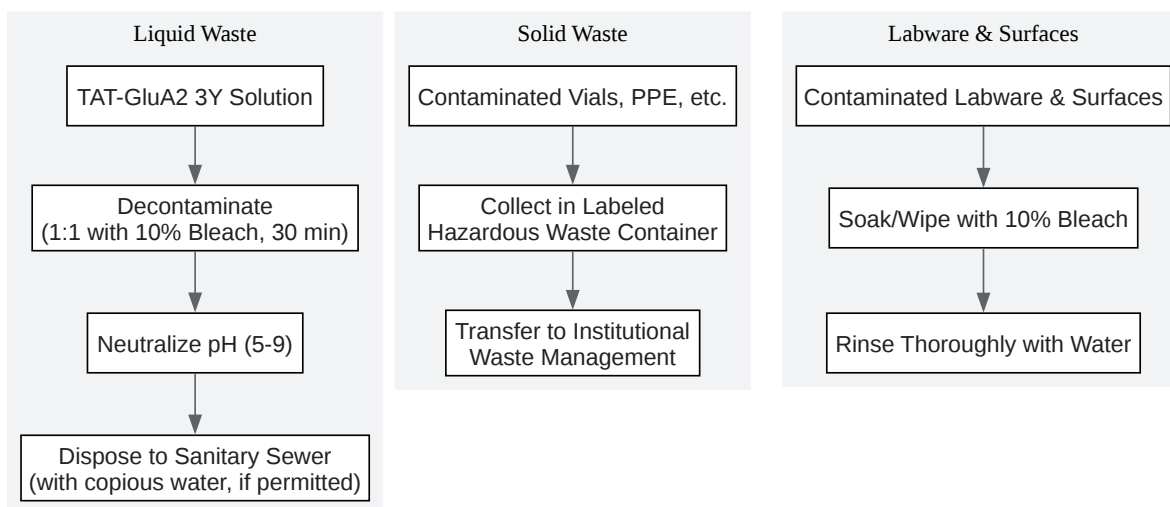 Liquid Waste
TAT-GluA2 3Y Solution
Decontaminate
(1:1 with 10% Bleach, 30 min)
Neutralize pH (5-9)
Dispose to Sanitary Sewer
(with copious water, if permitted)
Solid Waste
Contaminated Vials, PPE, etc.
Collect in Labeled
Hazardous Waste Container
Transfer to Institutional
Waste Management
Labware & Surfaces
Contaminated Labware & Surfaces
Soak/Wipe with 10% Bleach
Rinse Thoroughly with Water